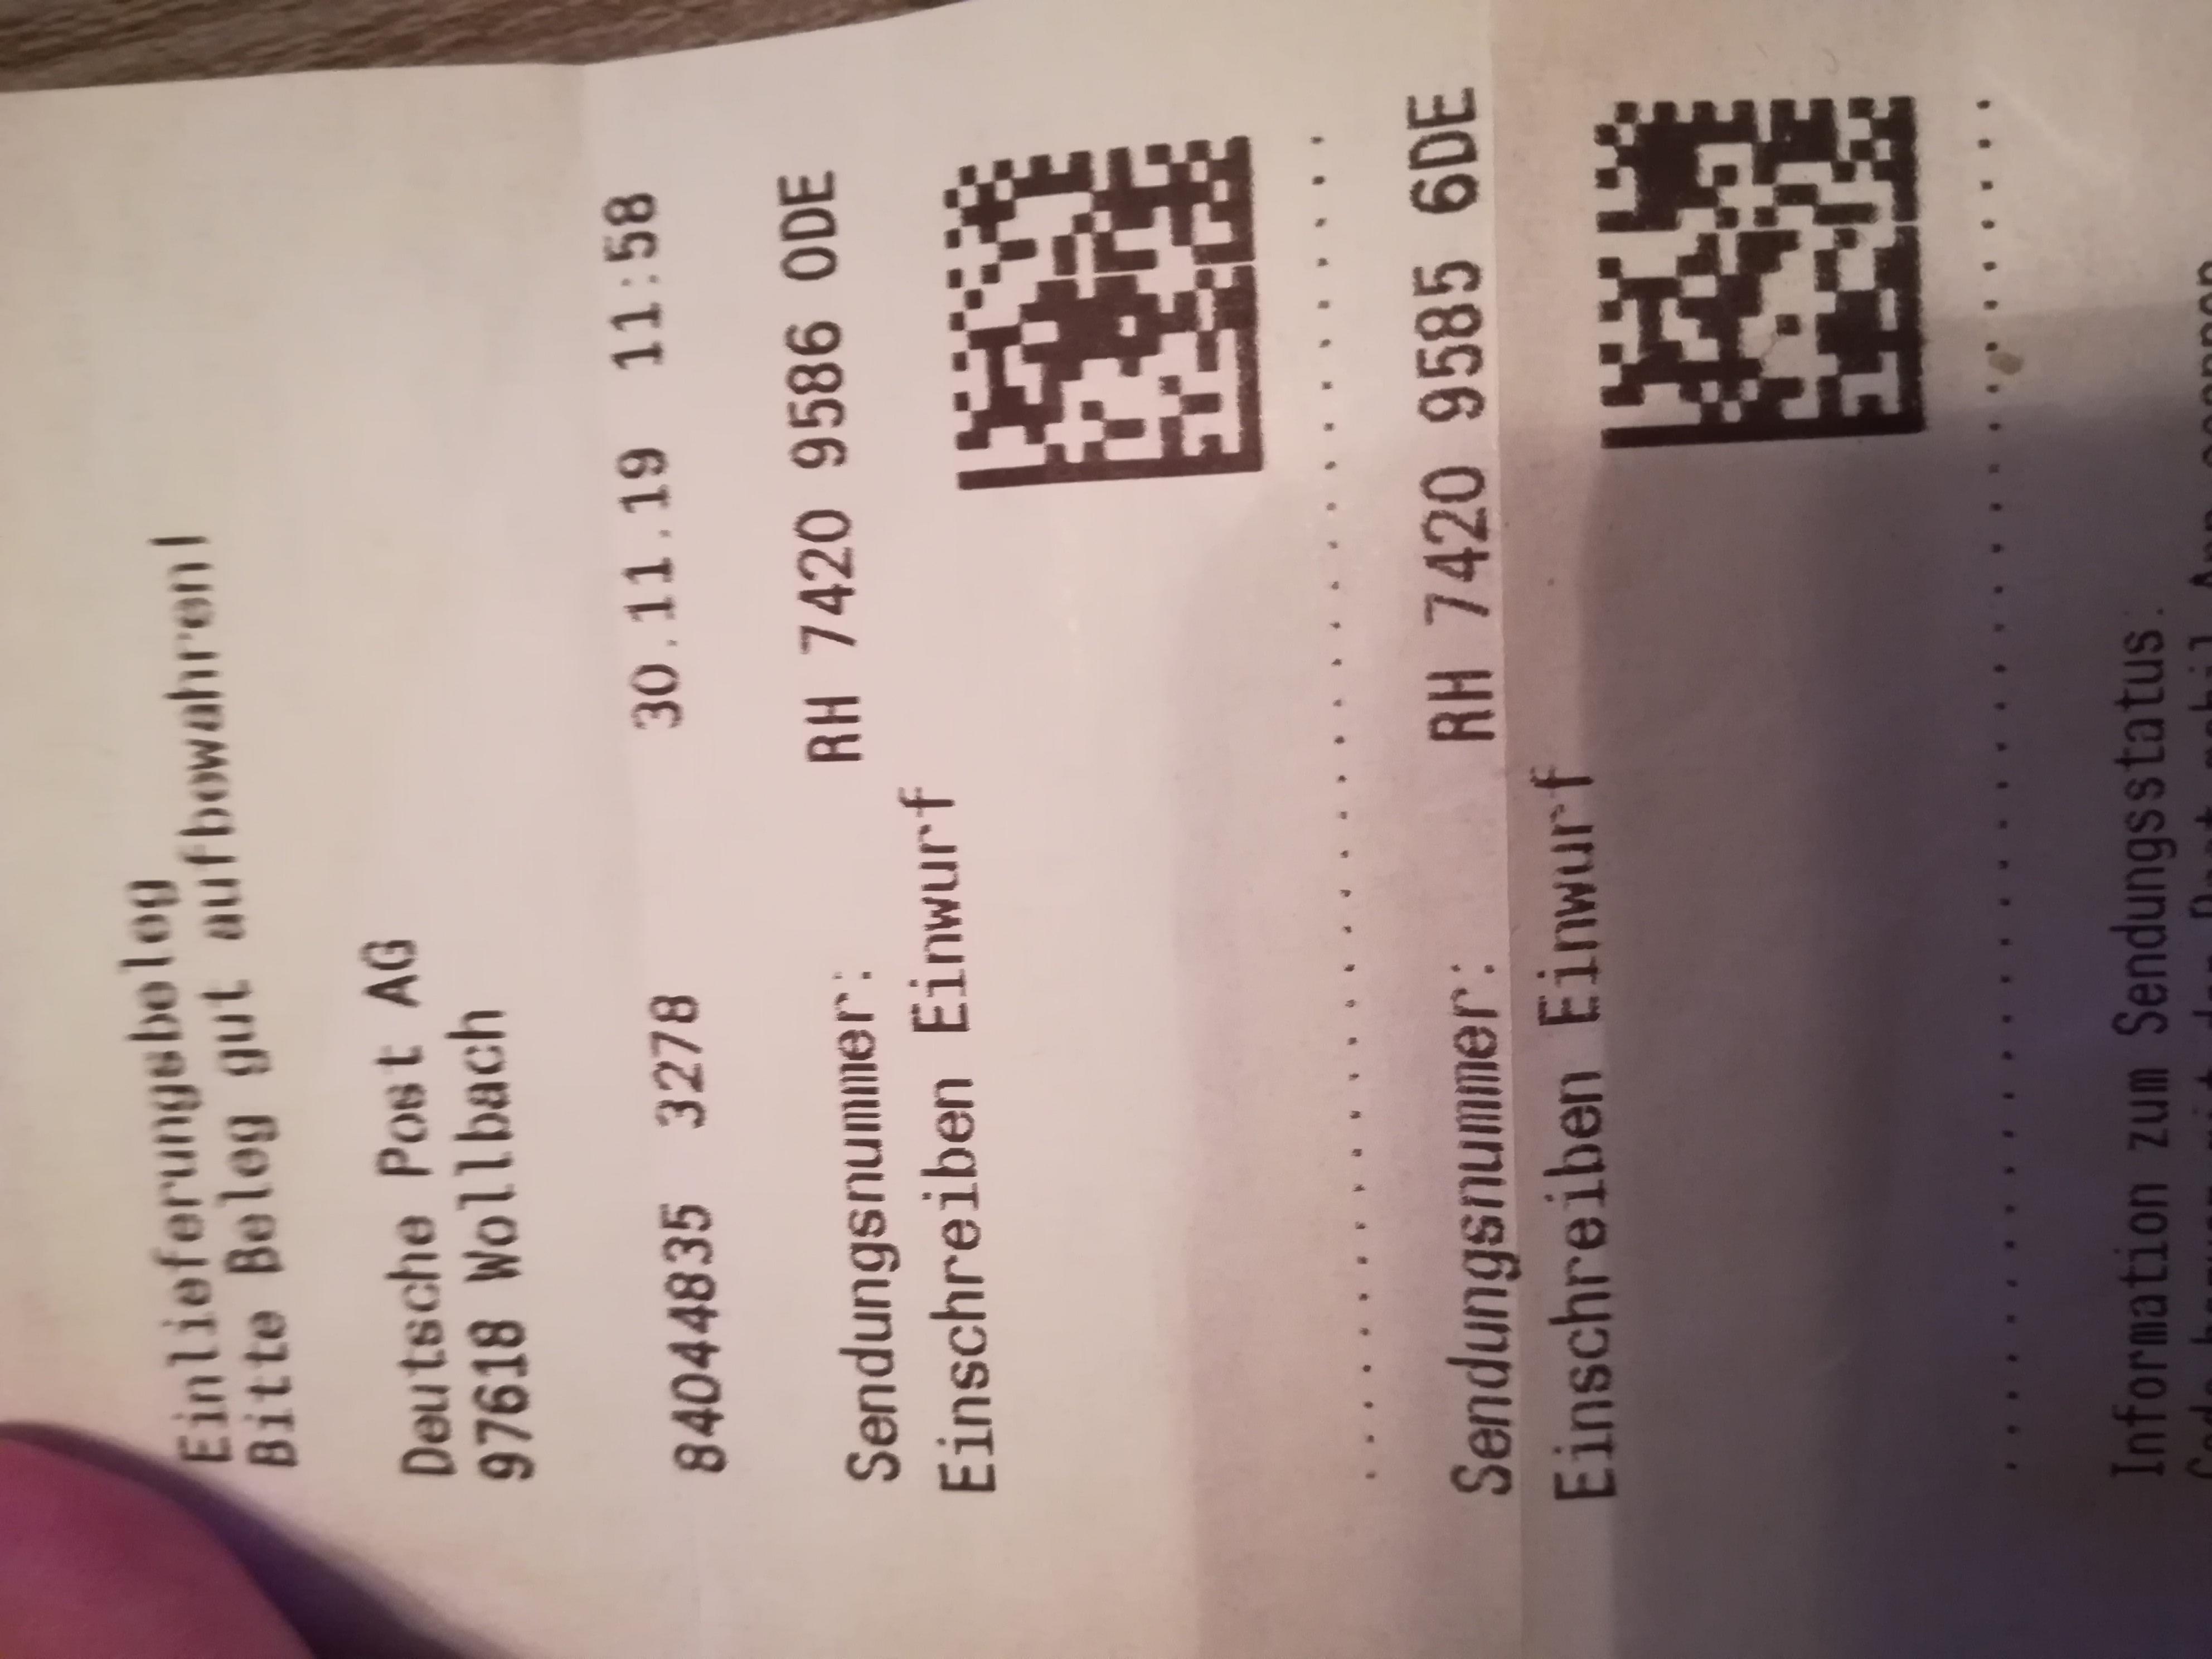 Einlieferungsbeleg
Bitte Beleg gut aufbewahren!
Deutsche Post AG
97618 Wollbach
84044835 3278 30.11.19 11:58
Sendungsnummer: RH 7420 9586 0DE
Einschreiben Einwurf
Sendungsnummer: RH 7420 9585 6DE
Einschreiben Einwurf
Information zum Sendungsstatus.